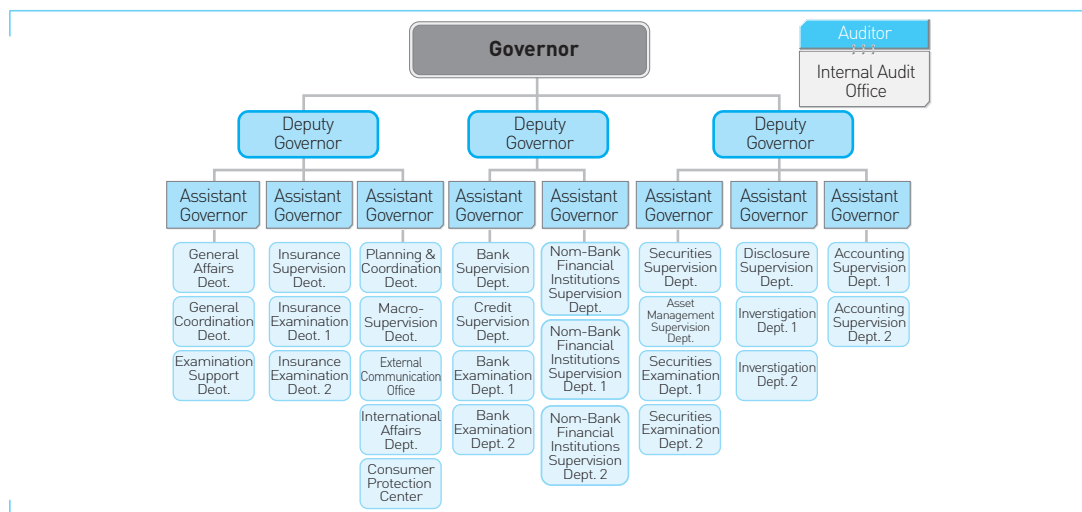 Governor
Auditor
Internal Audit
Office
Deputy
Governor
Deputy
Governor
Deputy
Governor
Assistant
Governor
Assistant
Governor
Assistant
Governor
Assistant
Governor
Assistant
Governor
Assistant
Governor
Assistant
Governor
Assistant
Governor
General
Affairs
Deot.
General
Coordination
Deot.
Examination
Support
Deot.
Insurance
Supervision
Deot.
Insurance
Examination
Deot. 1
Insurance
Examination
Deot. 2
Planning &
Coordination
Dept.
Macro-
Supervision
Deot.
External
Communication
Office
International
Affairs
Dept.
Consumer
Protection
Center
Bank
Supervision
Dept.
Credit
Supervision
Dept.
Bank
Examination
Dept. 1
Bank
Examination
Dept. 2
Nom-Bank
Financial
Institutions
Supervision
Dept.
Nom-Bank
Financial
Institutions
Supervision
Dept. 1
Nom-Bank
Financial
Institutions
Supervision
Dept. 2
Securities
Supervision
Dept.
Asset
Management
Supervision
Dept.
Securities
Examination
Dept. 1
Securities
Examination
Dept. 2
Disclosure
Supervision
Dept.
Inverstigation
Dept. 1
Inverstigation
Dept. 2
Accounting
Supervision
Dept. 1
Accounting
Supervision
Dept. 2